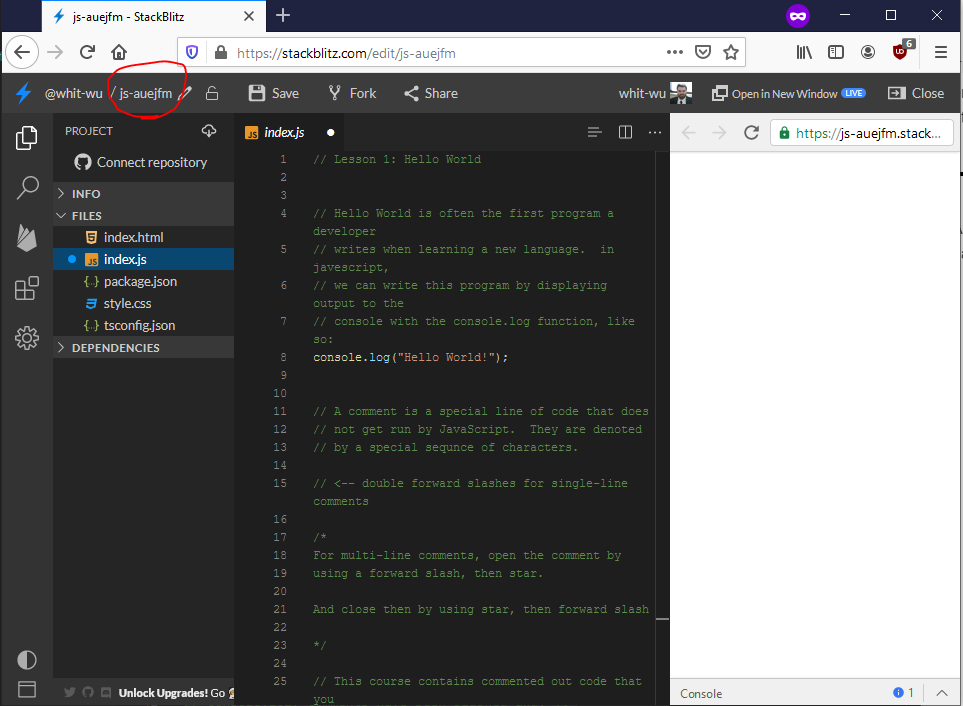 js-auejfm - StackBlitz
https://stackblitz.com/edit/js-auejfm
6
@whit-wu / js-auejfm
Save
Fork
Share
whit-wu
Open in New Window LIVE
Close
PROJECT
Connect repository
INFO
FILES
index.html
JS index.js
{..} package.json
style.css
{..} tsconfig.json
DEPENDENCIES
Unlock Upgrades! Go
JS index.js
https://js-auejfm.stack...
1 // Lesson 1: Hello World
2
3
4 // Hello World is often the first program a
developer
5 // writes when learning a new language.  in
javescript,
6 // we can write this program by displaying
output to the
7 // console with the console.log function, like
so:
8 console.log("Hello World!");
9
10
11 // A comment is a special line of code that does
12 // not get run by JavaScript.  They are denoted
13 // by a special sequnce of characters.
14
15 // <-- double forward slashes for single-line
comments
16
17 /*
18 For multi-line comments, open the comment by
19 using a forward slash, then star.
20
21 And close then by using star, then forward slash
22
23 */
24
25 // This course contains commented out code that
you
Console
1